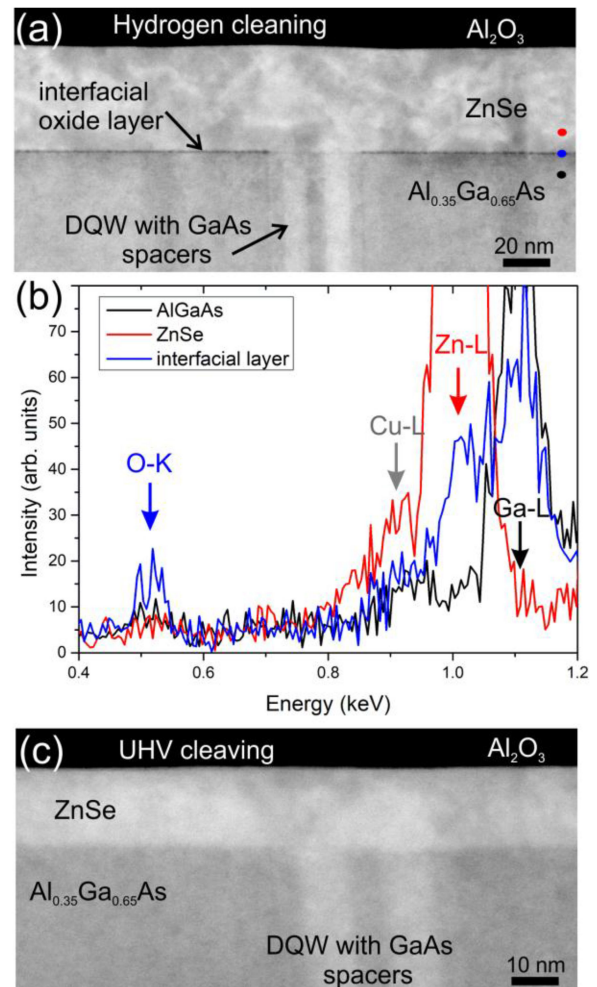 (a)
Hydrogen cleaning
Al₂O₃
interfacial
oxide layer
ZnSe
Al₀.₃₅Ga₀.₆₅As
DQW with GaAs
spacers
20 nm
(b)
70
60
50
40
30
20
10
0
Intensity (arb. units)
AlGaAs
ZnSe
interfacial layer
O-K
Cu-L
Zn-L
Ga-L
0.4
0.6
0.8
1.0
1.2
Energy (keV)
(c)
UHV cleaving
Al₂O₃
ZnSe
Al₀.₃₅Ga₀.₆₅As
DQW with GaAs
spacers
10 nm